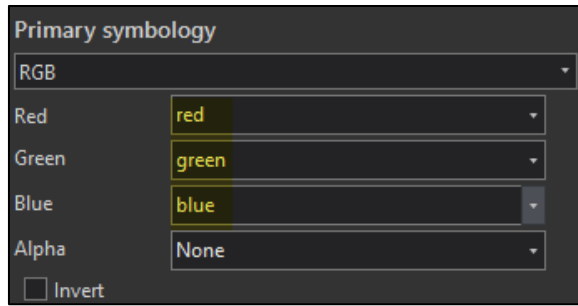 Primary symbology
RGB
Red red
Green green
Blue blue
Alpha None
Invert